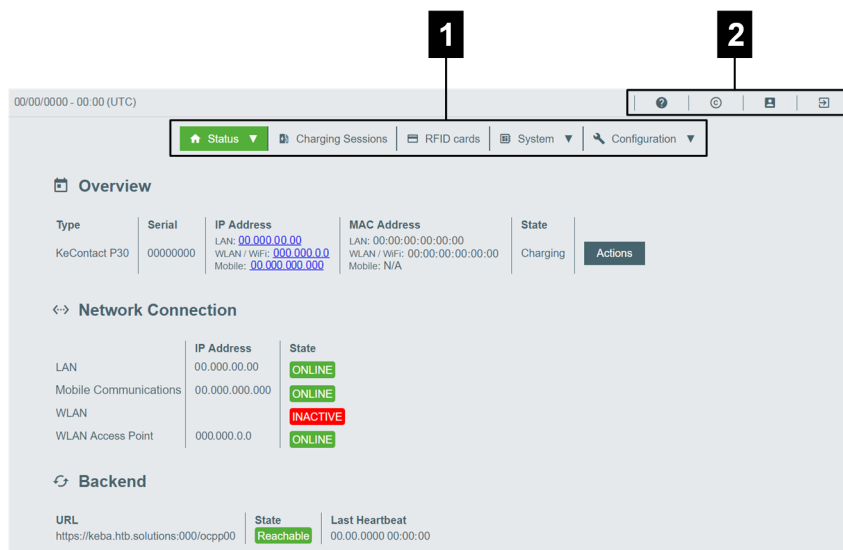 1 2
00/00/0000 - 00:00 (UTC)
Status ▼ Charging Sessions RFID cards System ▼ Configuration ▼
Overview
Type Serial IP Address MAC Address State
LAN: 00.000.00.00 LAN: 00:00:00:00:00:00
KeContact P30 00000000 WLAN / WiFi: 000.000.0.0 WLAN / WiFi: 00:00:00:00:00:00 Charging Actions
Mobile: 00.000.000.000 Mobile: N/A
Network Connection
IP Address State
LAN 00.000.00.00 ONLINE
Mobile Communications 00.000.000.000 ONLINE
WLAN INACTIVE
WLAN Access Point 000.000.0.0 ONLINE
Backend
URL State Last Heartbeat
https://keba.htb.solutions:000/ocpp00 Reachable 00.00.0000 00:00:00